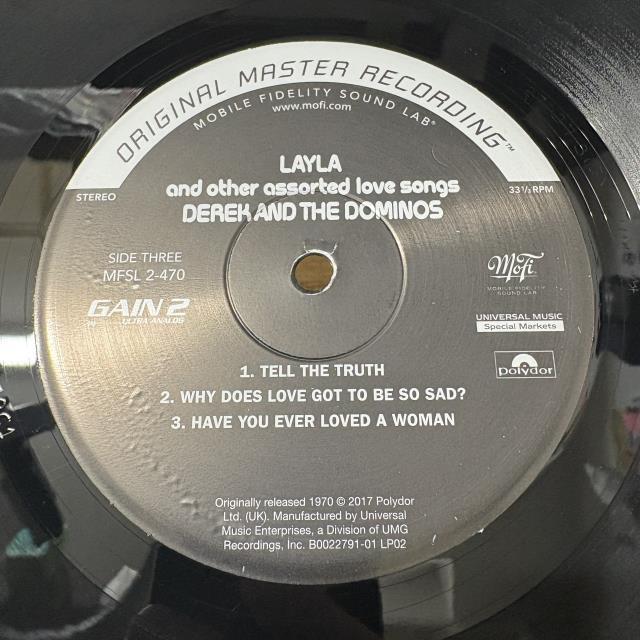 ORIGINAL MASTER RECORDING™
MOBILE FIDELITY SOUND LAB®
www.mofi.com
LAYLA
and other assorted love songs
DEREK AND THE DOMINOS
STEREO
33⅓ RPM
SIDE THREE
MFSL 2-470
GAIN 2
ULTRA ANALOG
MoFi
MOBILE FIDELITY
SOUND LAB
UNIVERSAL MUSIC
Special Markets
polydor
1. TELL THE TRUTH
2. WHY DOES LOVE GOT TO BE SO SAD?
3. HAVE YOU EVER LOVED A WOMAN
Originally released 1970 © 2017 Polydor
Ltd. (UK). Manufactured by Universal
Music Enterprises, a Division of UMG
Recordings, Inc. B0022791-01 LP02